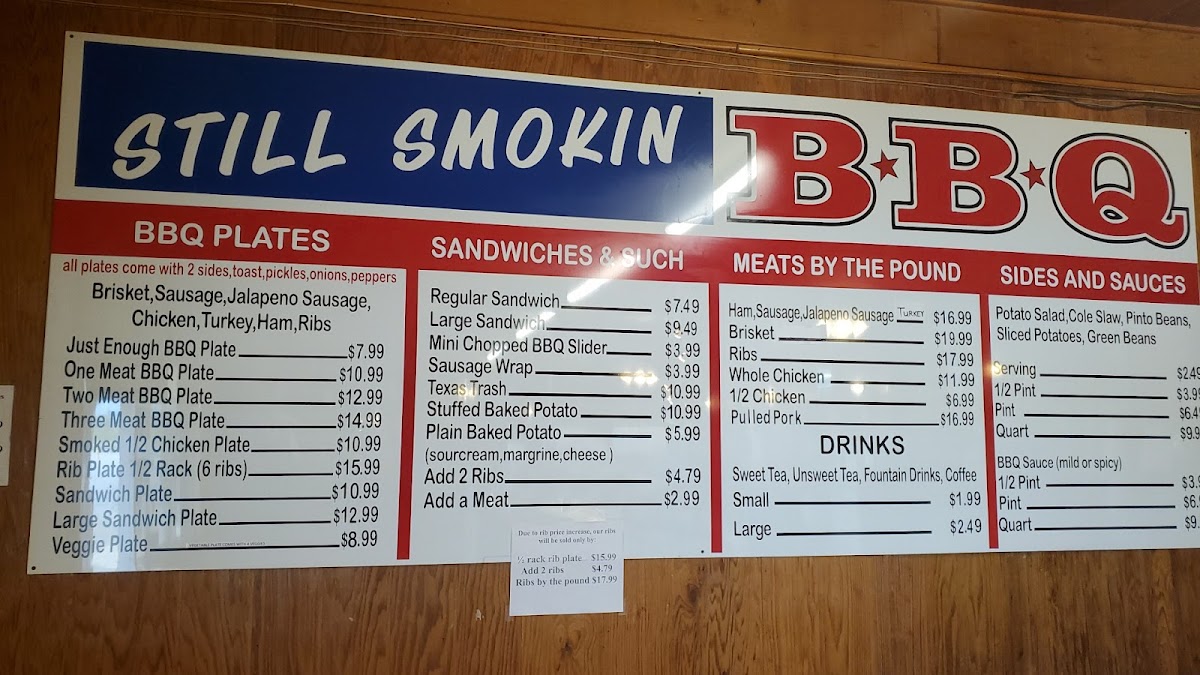 STILL SMOKIN
B★B★Q
BBQ PLATES
all plates come with 2 sides,toast,pickles,onions,peppers
Brisket,Sausage,Jalapeno Sausage,
Chicken,Turkey,Ham,Ribs
Just Enough BBQ Plate $7.99
One Meat BBQ Plate $10.99
Two Meat BBQ Plate $12.99
Three Meat BBQ Plate $14.99
Smoked 1/2 Chicken Plate $10.99
Rib Plate 1/2 Rack (6 ribs) $15.99
Sandwich Plate $10.99
Large Sandwich Plate $12.99
Veggie Plate $8.99
SANDWICHES & SUCH
Regular Sandwich $7.49
Large Sandwich $9.49
Mini Chopped BBQ Slider $3.99
Sausage Wrap $3.99
Texas Trash $10.99
Stuffed Baked Potato $10.99
Plain Baked Potato $5.99
(sourcream,margrine,cheese )
Add 2 Ribs $4.79
Add a Meat $2.99
Due to rib price increase, our ribs
will be sold only by:
½ rack rib plate $15.99
Add 2 ribs $4.79
Ribs by the pound $17.99
MEATS BY THE POUND
Ham,Sausage,Jalapeno Sausage TURKEY $16.99
Brisket $19.99
Ribs $17.99
Whole Chicken $11.99
1/2 Chicken $6.99
Pulled Pork $16.99
DRINKS
Sweet Tea, Unsweet Tea, Fountain Drinks, Coffee
Small $1.99
Large $2.49
SIDES AND SAUCES
Potato Salad,Cole Slaw, Pinto Beans,
Sliced Potatoes, Green Beans
Serving $2.49
1/2 Pint $3.99
Pint $6.4
Quart $9.9
BBQ Sauce (mild or spicy)
1/2 Pint $3.
Pint $6.
Quart $9.